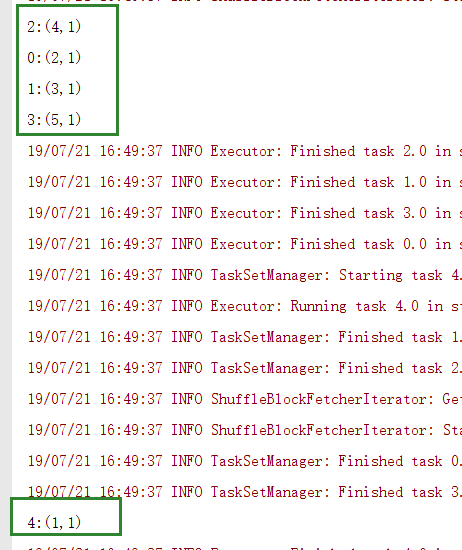 2:(4,1)
0:(2,1)
1:(3,1)
3:(5,1)
19/07/21 16:49:37 INFO Executor: Finished task 2.0 in s
19/07/21 16:49:37 INFO Executor: Finished task 1.0 in s
19/07/21 16:49:37 INFO Executor: Finished task 3.0 in s
19/07/21 16:49:37 INFO Executor: Finished task 0.0 in s
19/07/21 16:49:37 INFO TaskSetManager: Starting task 4.
19/07/21 16:49:37 INFO Executor: Running task 4.0 in st
19/07/21 16:49:37 INFO TaskSetManager: Finished task 1.
19/07/21 16:49:37 INFO TaskSetManager: Finished task 2.
19/07/21 16:49:37 INFO ShuffleBlockFetcherIterator: Get
19/07/21 16:49:37 INFO ShuffleBlockFetcherIterator: Sta
19/07/21 16:49:37 INFO TaskSetManager: Finished task 0.
19/07/21 16:49:37 INFO TaskSetManager: Finished task 3.
4:(1,1)